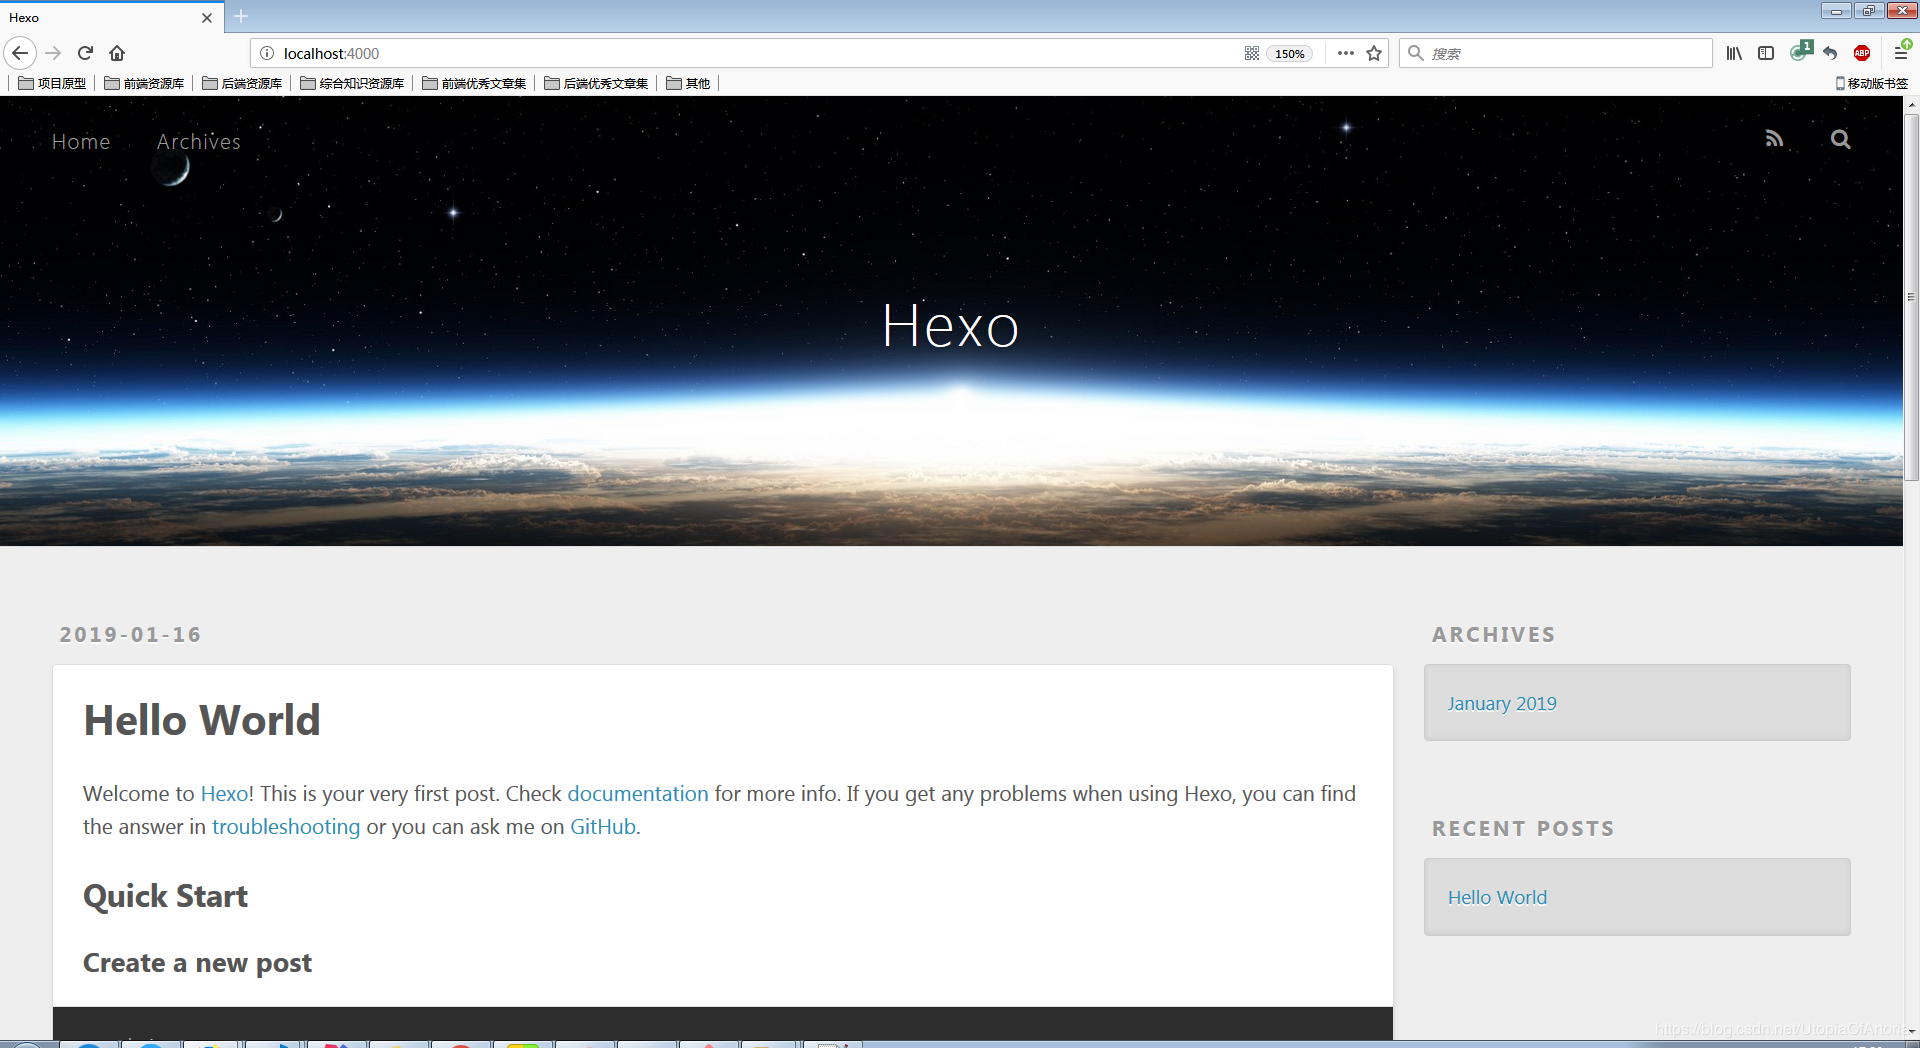 Hexo
localhost:4000
150%
搜索
1
ABP
项目原型
前端资源库
后端资源库
综合知识资源库
前端优秀文章集
后端优秀文章集
其他
移动版书签
Home
Archives
Hexo
2019-01-16
Hello World
Welcome to Hexo! This is your very first post. Check documentation for more info. If you get any problems when using Hexo, you can find
the answer in troubleshooting or you can ask me on GitHub.
Quick Start
Create a new post
ARCHIVES
January 2019
RECENT POSTS
Hello World
https://blog.csdn.net/UtopiaOfArtoria